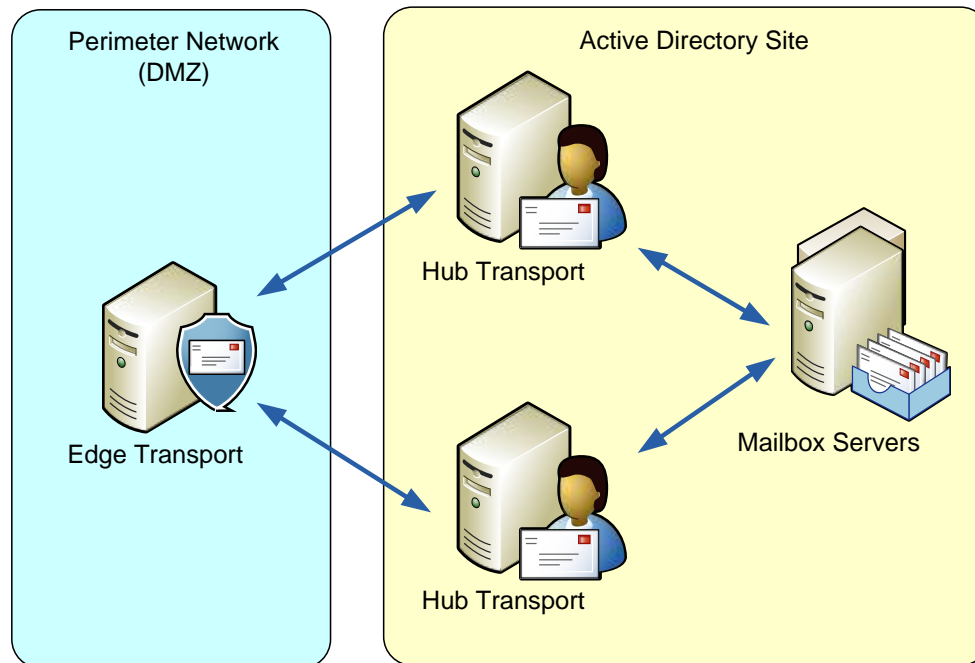 Perimeter Network
(DMZ)
Active Directory Site
Hub Transport
Edge Transport
Mailbox Servers
Hub Transport